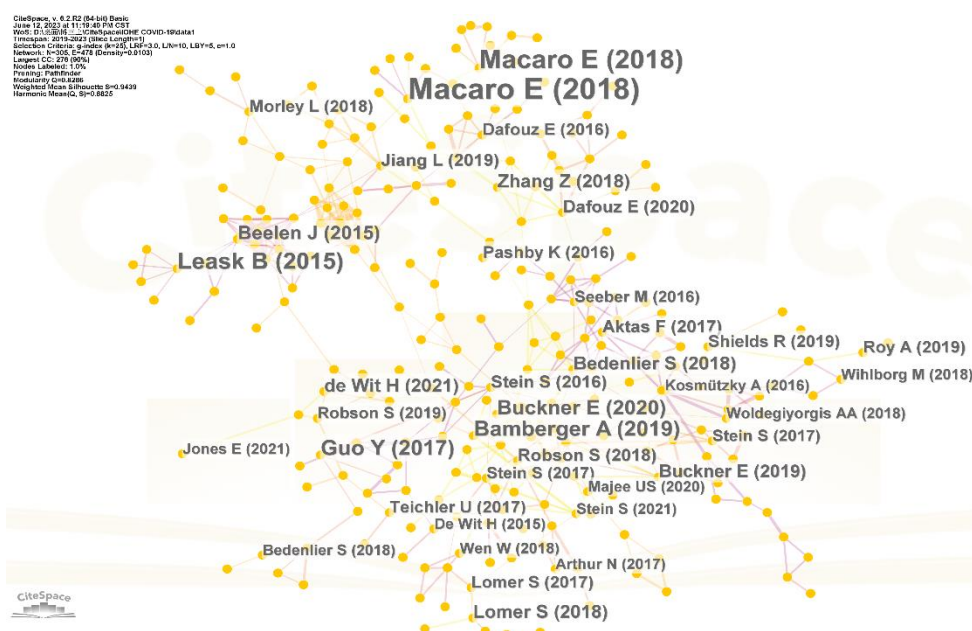 CiteSpace, v. 6.2.R2 (64-bit) Basic
June 12, 2023 at 11:19:40 PM CST
WoS:
Timespan: 2019-2023 (Slice Length=1)
Selection Criteria: g-index (k=25), LRF=3.0, L/N=10, LBY=5, e=1.0
Network: N=305, E=478 (Density=0.0103)
Largest CC: 276 (90%)
Nodes Labeled: 1.0%
Pruning: Pathfinder
Modularity Q=0.8286
Weighted Mean Silhouette S=0.9439
Harmonic Mean(Q, S)=0.8825
Macaro E (2018)
Macaro E (2018)
Morley L (2018)
Dafouz E (2016)
Jiang L (2019)
Zhang Z (2018)
Dafouz E (2020)
Beelen J (2015)
Pashby K (2016)
Leask B (2015)
Seeber M (2016)
Aktas F (2017)
Shields R (2019)
Roy A (2019)
Bedenlier S (2018)
Wihlborg M (2018)
de Wit H (2021)
Stein S (2016)
Kosmützky A (2016)
Buckner E (2020)
Robson S (2019)
Woldegiyorgis AA (2018)
Bamberger A (2019)
Stein S (2017)
Guo Y (2017)
Jones E (2021)
Robson S (2018)
Stein S (2017)
Buckner E (2019)
Majee US (2020)
Teichler U (2017)
Stein S (2021)
De Wit H (2015)
Bedenlier S (2018)
Wen W (2018)
Arthur N (2017)
Lomer S (2017)
Lomer S (2018)
CiteSpace
CiteSpace